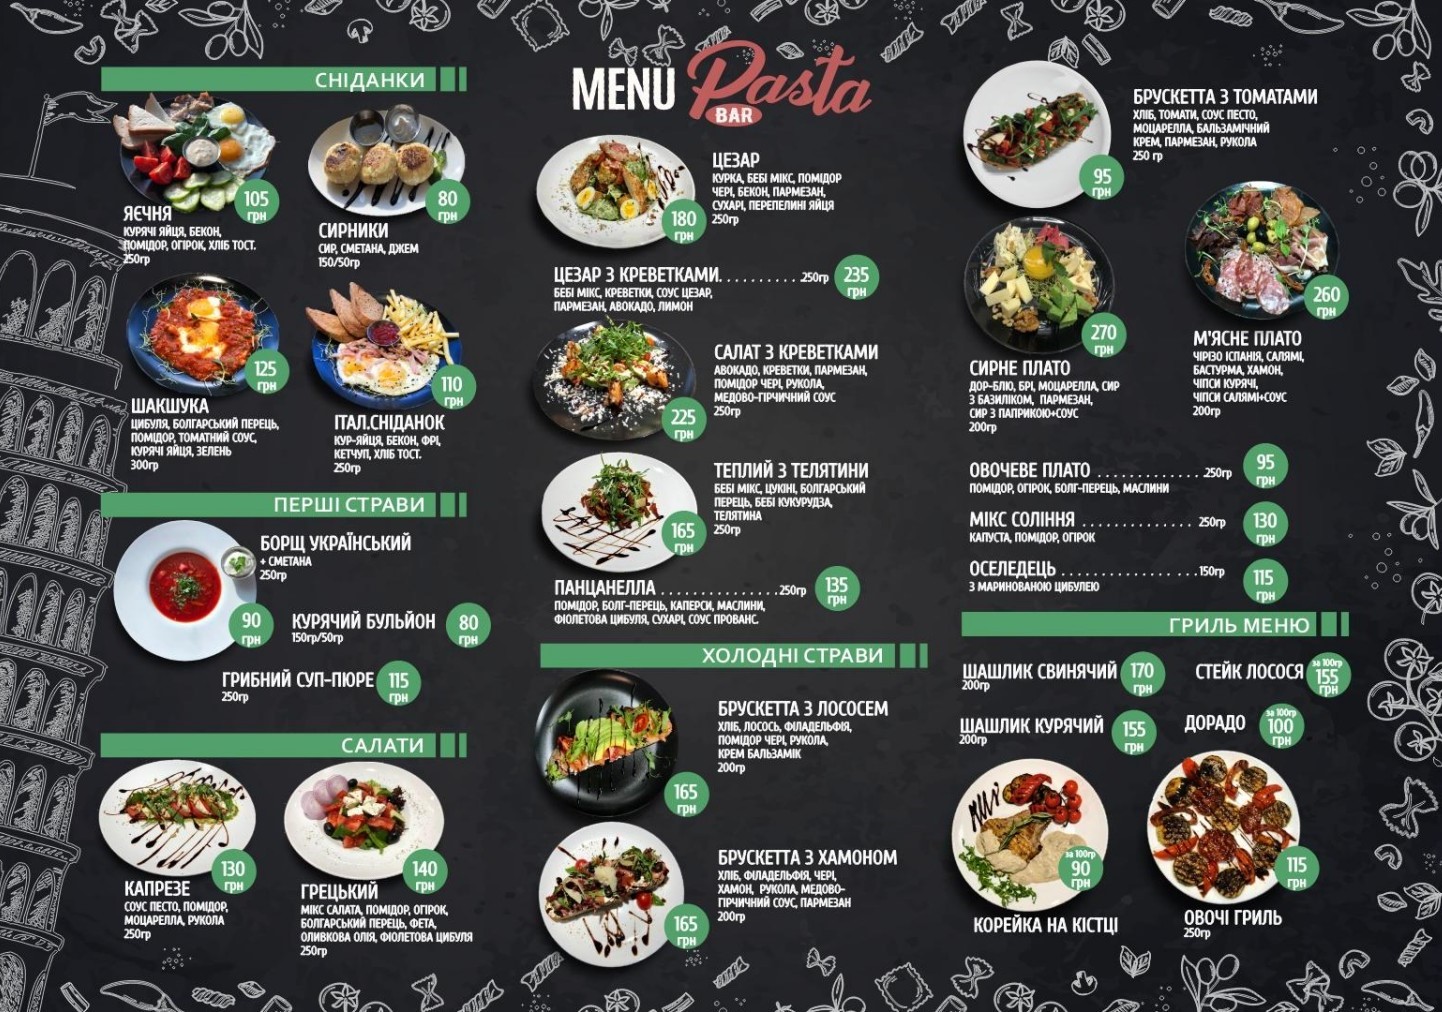 СНІДАНКИ
105
грн
ЯЄЧНЯ
КУРЯЧІ ЯЙЦЯ, БЕКОН,
ПОМІДОР, ОГІРОК, ХЛІБ ТОСТ.
250гр
80
грн
СИРНИКИ
СИР, СМЕТАНА, ДЖЕМ
150/50гр
125
грн
ШАКШУКА
ЦИБУЛЯ, БОЛГАРСЬКИЙ ПЕРЕЦЬ,
ПОМІДОР, ТОМАТНИЙ СОУС,
КУРЯЧІ ЯЙЦЯ, ЗЕЛЕНЬ
300гр
110
грн
ІТАЛ.СНІДАНОК
КУР-ЯЙЦЯ, БЕКОН, ФРІ,
КЕТЧУП, ХЛІБ ТОСТ.
250гр
ПЕРШІ СТРАВИ
БОРЩ УКРАЇНСЬКИЙ
+ СМЕТАНА
250гр
90
грн
КУРЯЧИЙ БУЛЬЙОН
150гр/50гр
80
грн
ГРИБНИЙ СУП-ПЮРЕ
250гр
115
грн
САЛАТИ
130
грн
КАПРЕЗЕ
СОУС ПЕСТО, ПОМІДОР,
МОЦАРЕЛЛА, РУКОЛА
250гр
140
грн
ГРЕЦЬКИЙ
МІКС САЛАТА, ПОМІДОР, ОГІРОК,
БОЛГАРСЬКИЙ ПЕРЕЦЬ, ФЕТА,
ОЛИВКОВА ОЛІЯ, ФІОЛЕТОВА ЦИБУЛЯ
250гр
MENU Pasta
BAR
ЦЕЗАР
КУРКА, БЕБІ МІКС, ПОМІДОР
ЧЕРІ, БЕКОН, ПАРМЕЗАН,
СУХАРІ, ПЕРЕПЕЛИНІ ЯЙЦЯ
250гр
180
грн
ЦЕЗАР З КРЕВЕТКАМИ..........250гр
БЕБІ МІКС, КРЕВЕТКИ, СОУС ЦЕЗАР,
ПАРМЕЗАН, АВОКАДО, ЛИМОН
235
грн
САЛАТ З КРЕВЕТКАМИ
АВОКАДО, КРЕВЕТКИ, ПАРМЕЗАН,
ПОМІДОР ЧЕРІ, РУКОЛА,
МЕДОВО-ГІРЧИЧНИЙ СОУС
250гр
225
грн
ТЕПЛИЙ З ТЕЛЯТИНИ
БЕБІ МІКС, ЦУКІНІ, БОЛГАРСЬКИЙ
ПЕРЕЦЬ, БЕБІ КУКУРУДЗА,
ТЕЛЯТИНА
250гр
165
грн
ПАНЦАНЕЛЛА ..............250гр
ПОМІДОР, БОЛГ-ПЕРЕЦЬ, КАПЕРСИ, МАСЛИНИ,
ФІОЛЕТОВА ЦИБУЛЯ, СУХАРІ, СОУС ПРОВАНС.
135
грн
ХОЛОДНІ СТРАВИ
БРУСКЕТТА З ЛОСОСЕМ
ХЛІБ, ЛОСОСЬ, ФІЛАДЕЛЬФІЯ,
ПОМІДОР ЧЕРІ, РУКОЛА,
КРЕМ БАЛЬЗАМІК
200гр
165
грн
БРУСКЕТТА З ХАМОНОМ
ХЛІБ, ФІЛАДЕЛЬФІЯ, ЧЕРІ,
ХАМОН, РУКОЛА, МЕДОВО-
ГІРЧИЧНИЙ СОУС, ПАРМЕЗАН
200гр
165
грн
БРУСКЕТТА З ТОМАТАМИ
ХЛІБ, ТОМАТИ, СОУС ПЕСТО,
МОЦАРЕЛЛА, БАЛЬЗАМІЧНИЙ
КРЕМ, ПАРМЕЗАН, РУКОЛА
250 гр
95
грн
270
грн
СИРНЕ ПЛАТО
ДОР-БЛЮ, БРІ, МОЦАРЕЛЛА, СИР
З БАЗИЛІКОМ, ПАРМЕЗАН,
СИР З ПАПРИКОЮ+СОУС
200гр
260
грн
М'ЯСНЕ ПЛАТО
ЧІРІЗО ІСПАНІЯ, САЛЯМІ,
БАСТУРМА, ХАМОН,
ЧІПСИ КУРЯЧІ,
ЧІПСИ САЛЯМІ+СОУС
200гр
ОВОЧЕВЕ ПЛАТО .............250гр
ПОМІДОР, ОГІРОК, БОЛГ-ПЕРЕЦЬ, МАСЛИНИ
95
грн
МІКС СОЛІННЯ .............. 250гр
КАПУСТА, ПОМІДОР, ОГІРОК
130
грн
ОСЕЛЕДЕЦЬ .................150гр
З МАРИНОВАНОЮ ЦИБУЛЕЮ
115
грн
ГРИЛЬ МЕНЮ
ШАШЛИК СВИНЯЧИЙ
200гр
170
грн
СТЕЙК ЛОСОСЯ
за 100гр
155
грн
ШАШЛИК КУРЯЧИЙ
200гр
155
грн
ДОРАДО
за 100гр
100
грн
за 100гр
90
грн
КОРЕЙКА НА КІСТЦІ
115
грн
ОВОЧІ ГРИЛЬ
250гр